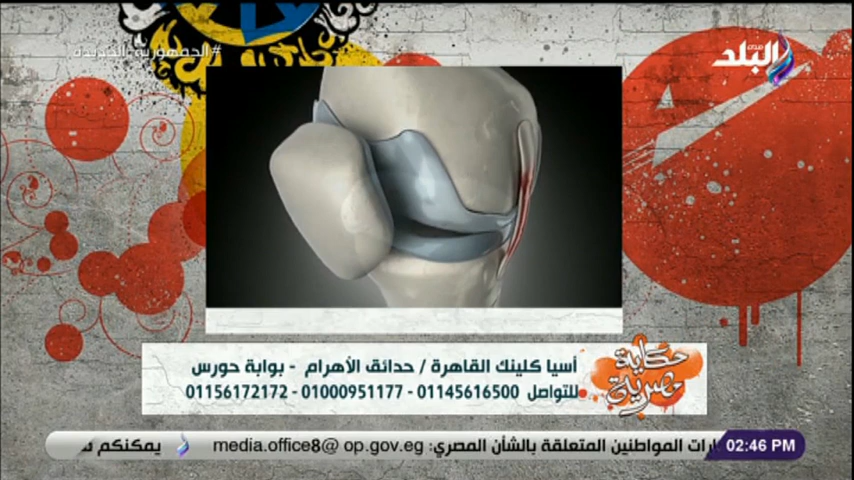 #الجمهورية_الجديدة
صدى البلد
حكاية مصرية
أسيا كلينك القاهرة / حدائق الأهرام - بوابة حورس
للتواصل 01145616500 - 01000951177 - 01156172172
02:46 PM
المواطنين المتعلقة بالشأن المصري: media.office8@ op.gov.eg يمكنكم